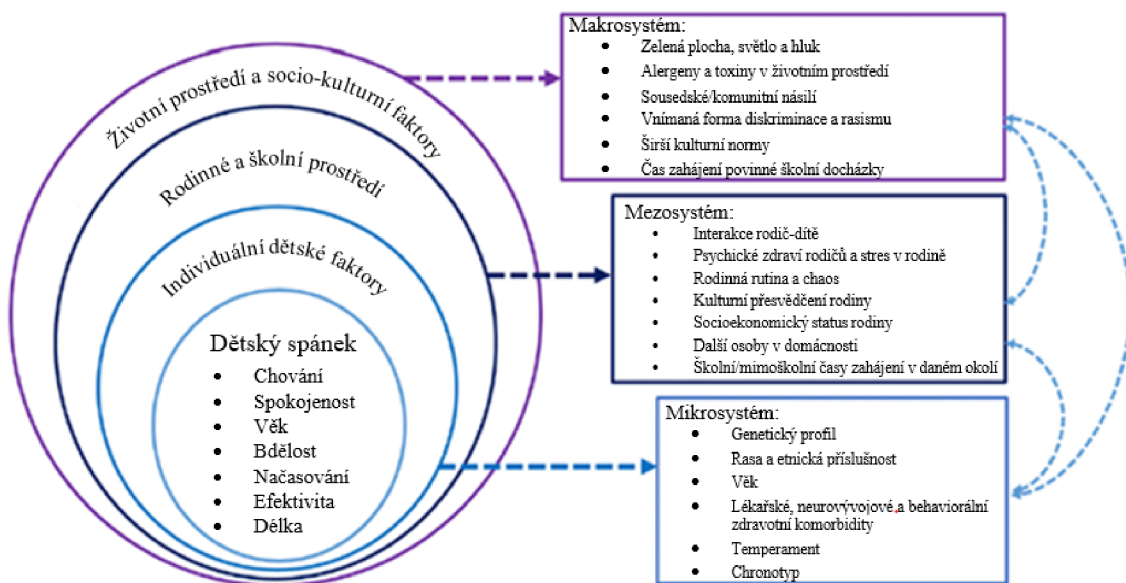 Životní prostředí a socio-kulturní faktory
Rodinné a školní prostředí
Individuální dětské faktory
Dětský spánek
• Chování
• Spokojenost
• Věk
• Bdělost
• Načasování
• Efektivita
• Délka
Makrosystém:
• Zelená plocha, světlo a hluk
• Alergeny a toxiny v životním prostředí
• Sousedské/komunitní násilí
• Vnímaná forma diskriminace a rasismu
• Širší kulturní normy
• Čas zahájení povinné školní docházky
Mezosystém:
• Interakce rodič-dítě
• Psychické zdraví rodičů a stres v rodině
• Rodinná rutina a chaos
• Kulturní přesvědčení rodiny
• Socioekonomický status rodiny
• Další osoby v domácnosti
• Školní/mimoškolní časy zahájení v daném okolí
Mikrosystém:
• Genetický profil
• Rasa a etnická příslušnost
• Věk
• Lékařské, neurovývojové a behaviorální
zdravotní komorbidity
• Temperament
• Chronotyp